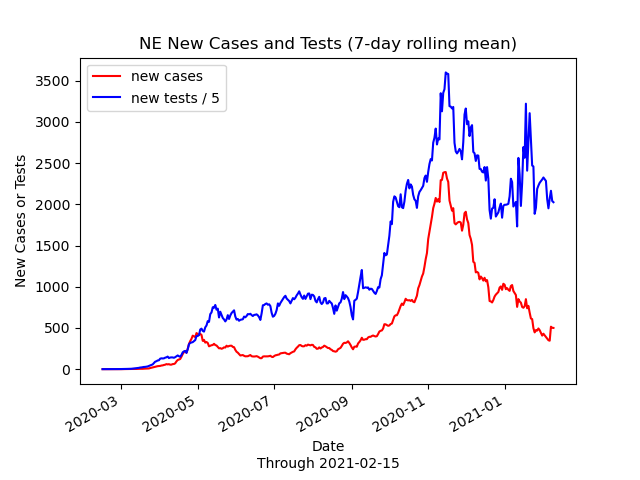 NE New Cases and Tests (7-day rolling mean)
new cases
new tests / 5
New Cases or Tests
3500
3000
2500
2000
1500
1000
500
0
2020-03
2020-05
2020-07
2020-09
2020-11
2021-01
Date
Through 2021-02-15